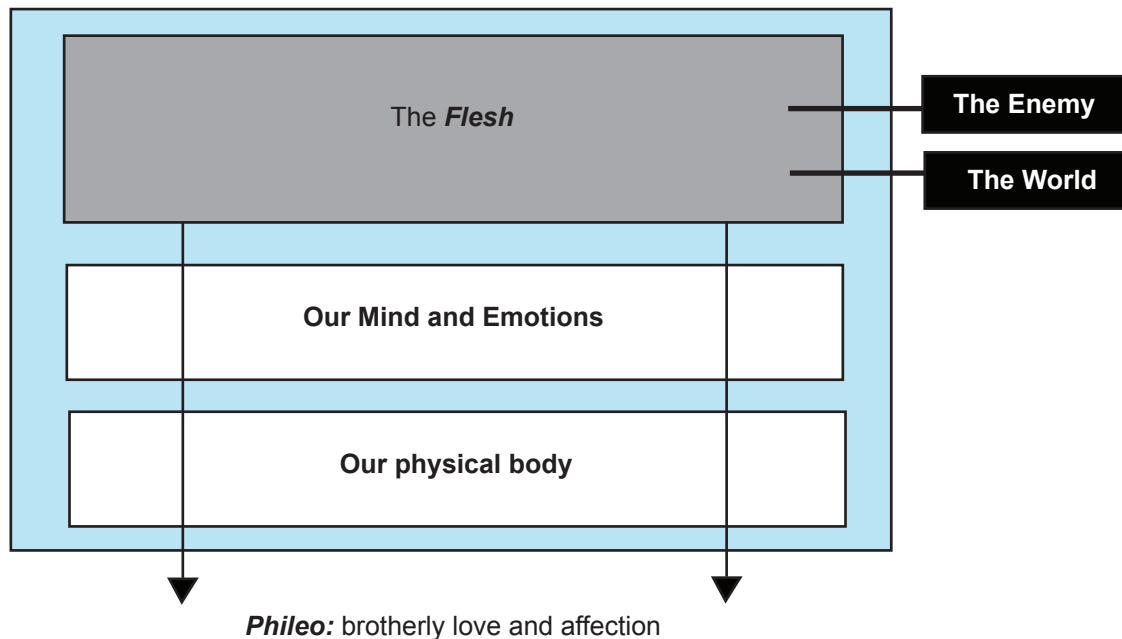 The Flesh
The Enemy
The World
Our Mind and Emotions
Our physical body
Phileo: brotherly love and affection